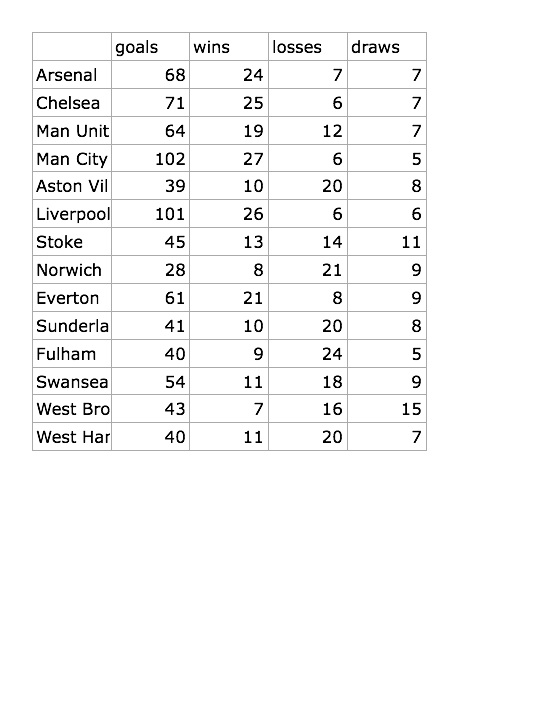 goals wins losses draws
Arsenal 68 24 7 7
Chelsea 71 25 6 7
Man Unit 64 19 12 7
Man City 102 27 6 5
Aston Vil 39 10 20 8
Liverpool 101 26 6 6
Stoke 45 13 14 11
Norwich 28 8 21 9
Everton 61 21 8 9
Sunderla 41 10 20 8
Fulham 40 9 24 5
Swansea 54 11 18 9
West Bro 43 7 16 15
West Har 40 11 20 7